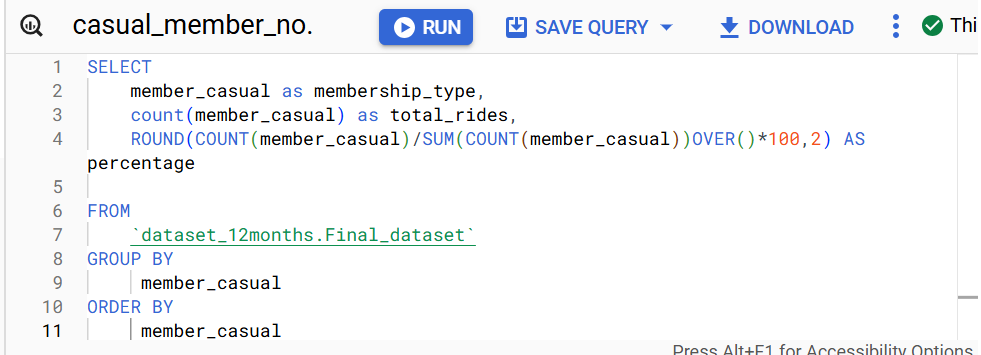 casual_member_no. RUN SAVE QUERY DOWNLOAD Thi
1 SELECT
2 member_casual as membership_type,
3 count(member_casual) as total_rides,
4 ROUND(COUNT(member_casual)/SUM(COUNT(member_casual))OVER()*100,2) AS
percentage
5
6 FROM
7 `dataset_12months.Final_dataset`
8 GROUP BY
9 member_casual
10 ORDER BY
11 member_casual
Press Alt+F1 for Accessibility Options.